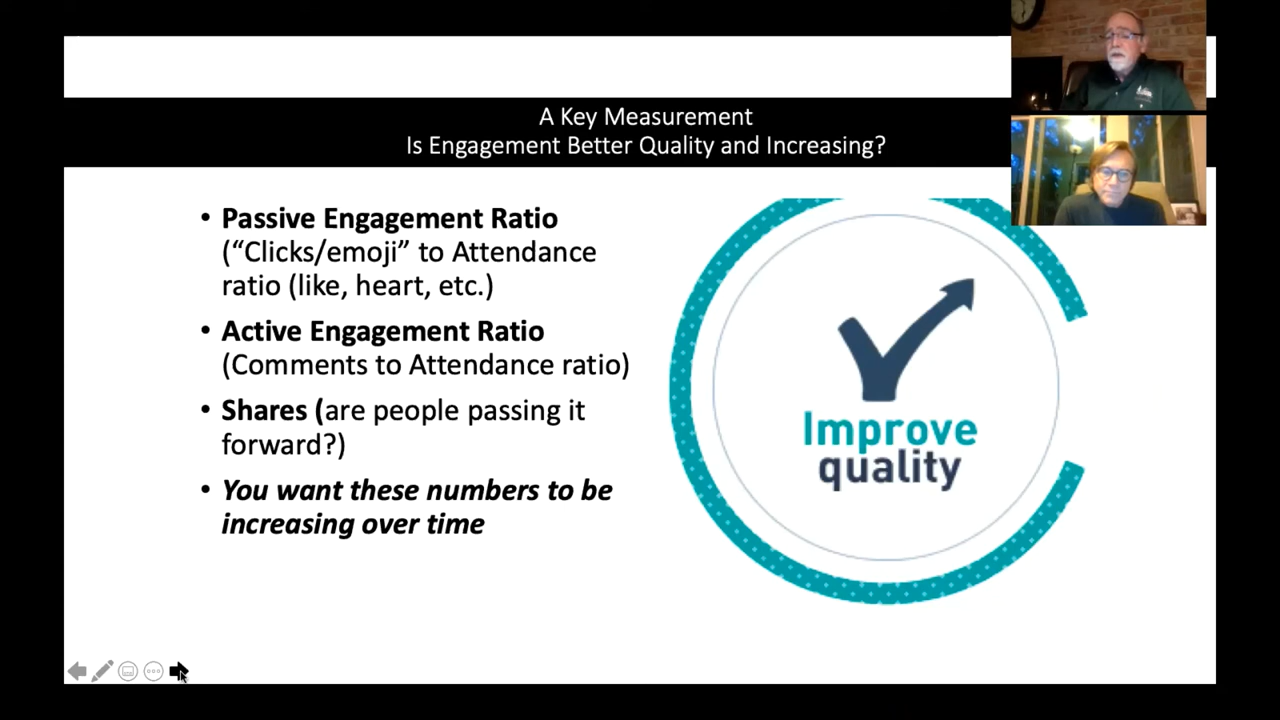 A Key Measurement
Is Engagement Better Quality and Increasing?
• Passive Engagement Ratio
(“Clicks/emoji” to Attendance
ratio (like, heart, etc.)
• Active Engagement Ratio
(Comments to Attendance ratio)
• Shares (are people passing it
forward?)
• You want these numbers to be
increasing over time
Improve
quality